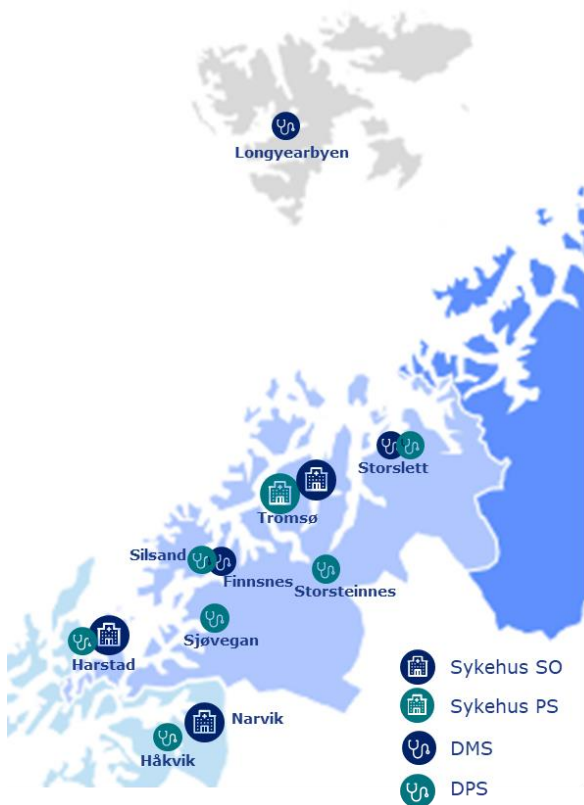 Longyearbyen
Storslett
Tromsø
Silsand
Finnsnes
Storsteinnes
Sjøvegan
Harstad
Narvik
Håkvik
Sykehus SO
Sykehus PS
DMS
DPS